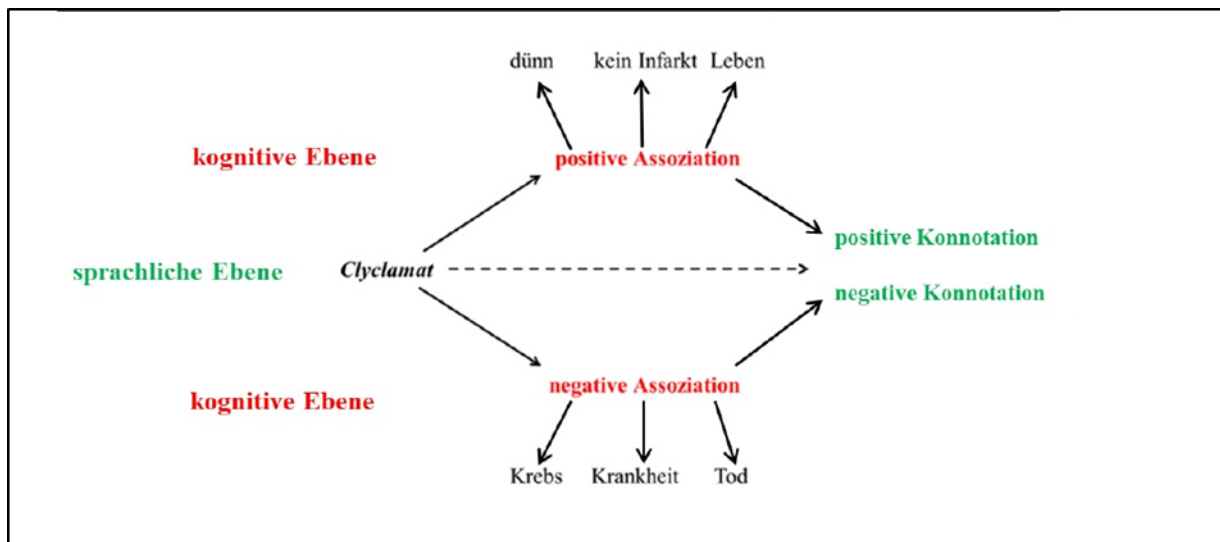 dünn kein Infarkt Leben
kognitive Ebene positive Assoziation
positive Konnotation
sprachliche Ebene Clyclamat
negative Konnotation
negative Assoziation
kognitive Ebene
Krebs Krankheit Tod